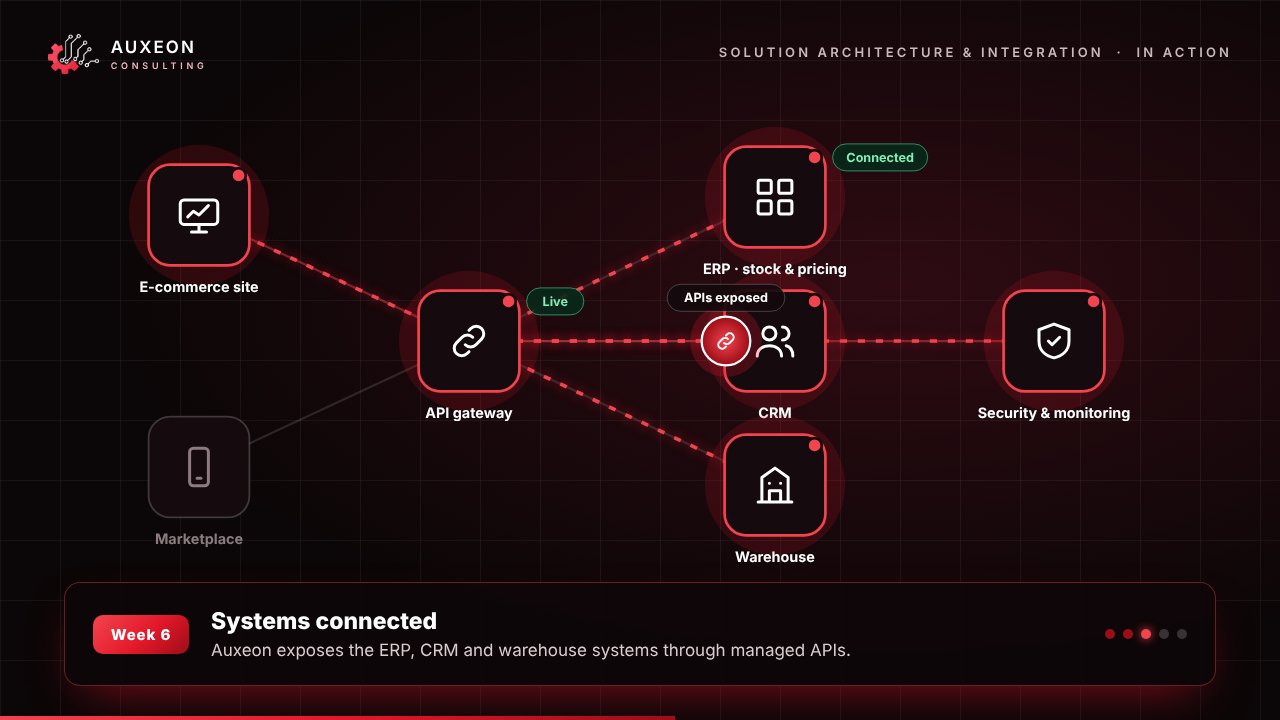 AUXEON
CONSULTING
SOLUTION ARCHITECTURE & INTEGRATION · IN ACTION
Connected
E-commerce site
ERP · stock & pricing
Live
APIs exposed
API gateway
CRM
Security & monitoring
Marketplace
Warehouse
Week 6
Systems connected
Auxeon exposes the ERP, CRM and warehouse systems through managed APIs.